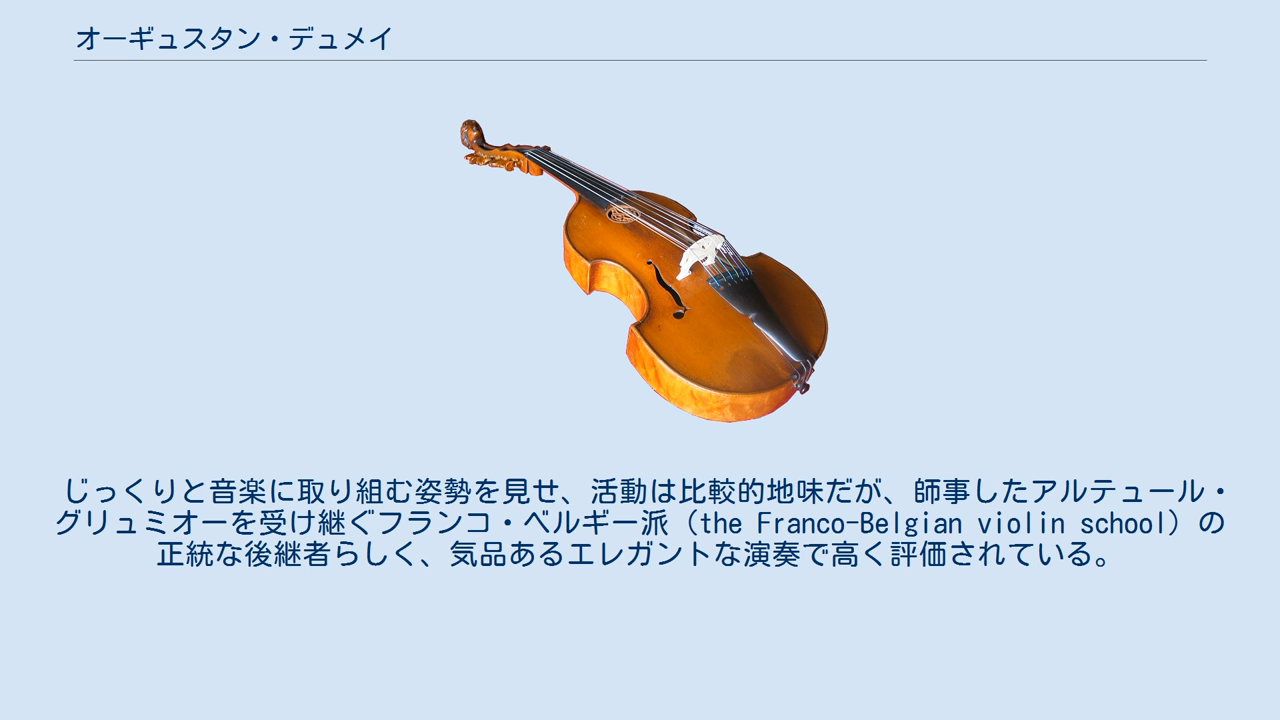 オーギュスタン・デュメイ
じっくりと音楽に取り組む姿勢を見せ、活動は比較的地味だが、師事したアルテュール・
グリュミオーを受け継ぐフランコ・ベルギー派（the Franco-Belgian violin school）の
正統な後継者らしく、気品あるエレガントな演奏で高く評価されている。